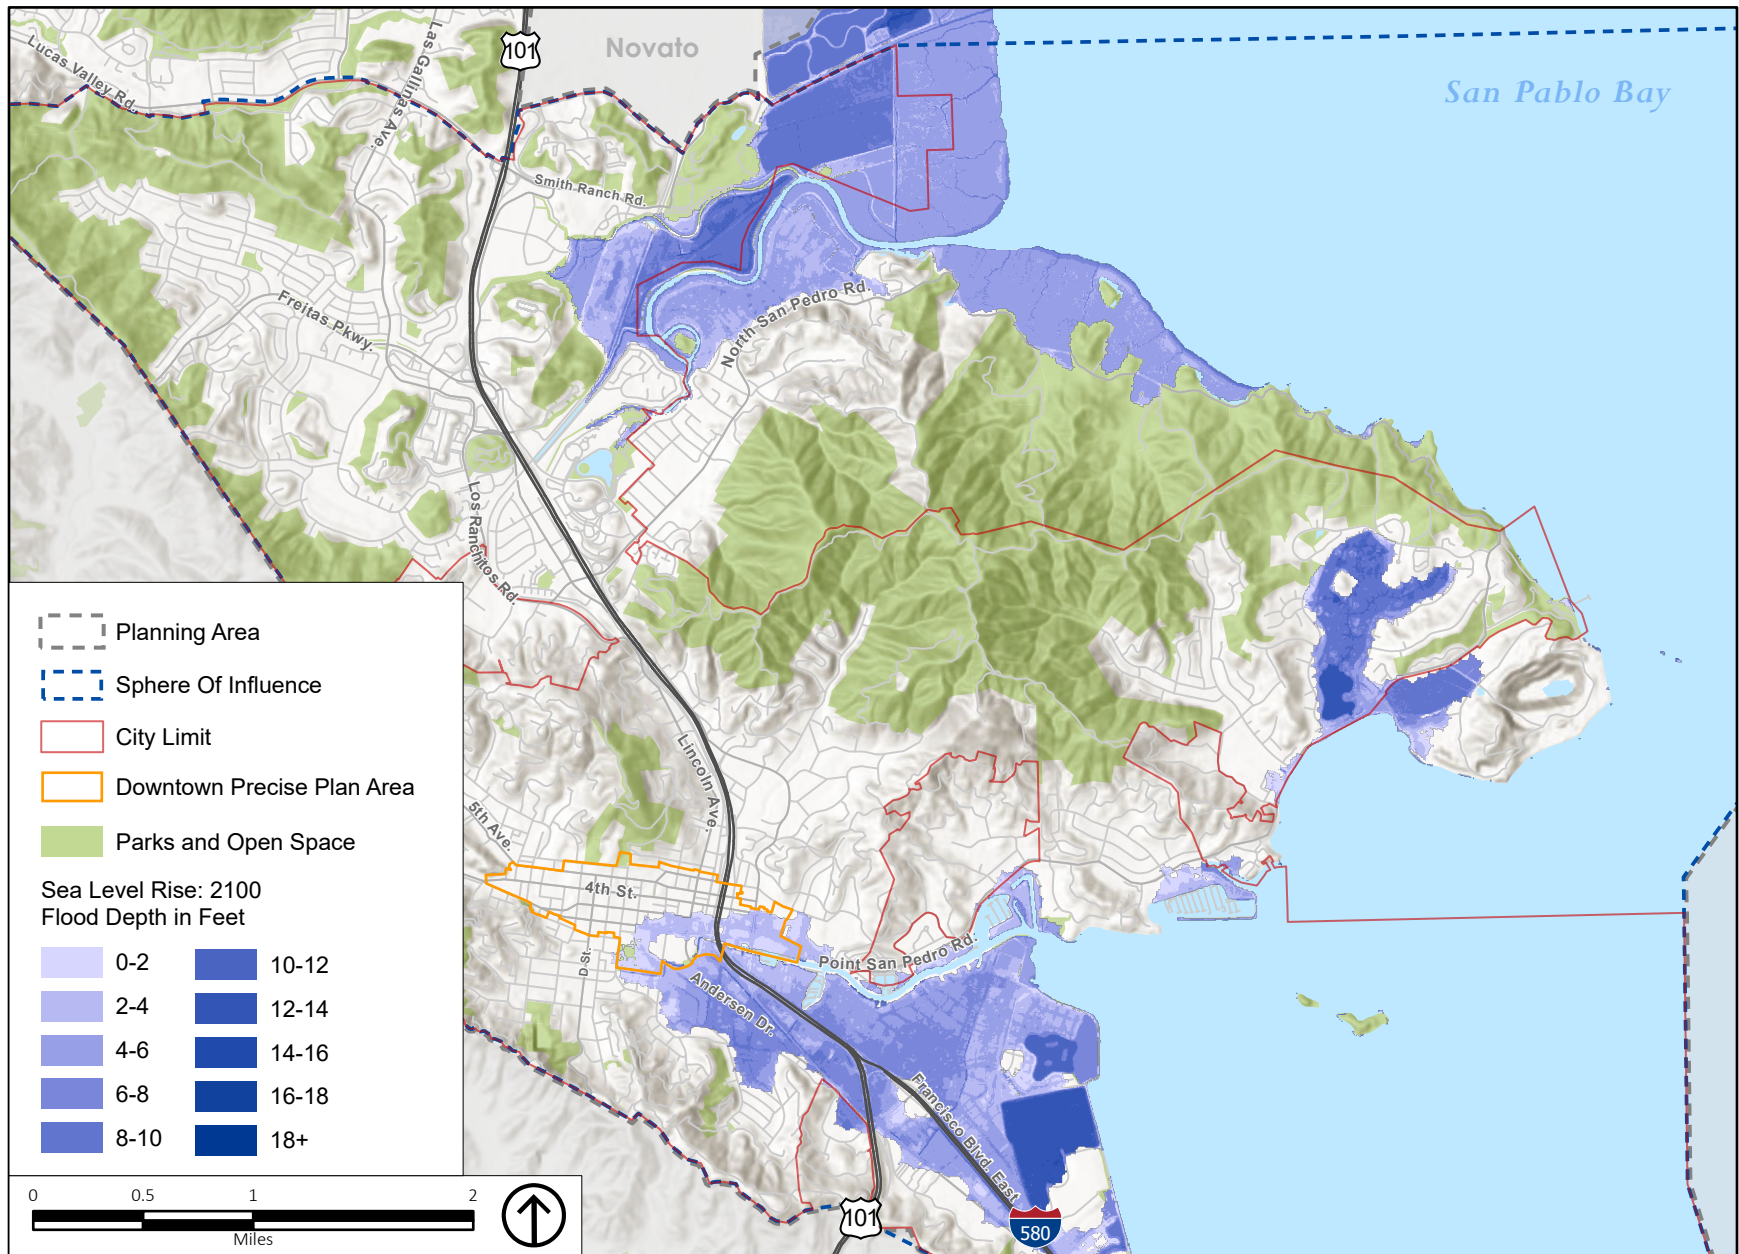 Novato
101
San Pablo Bay
Lucas Valley Rd.
Las Gallinas Ave.
Smith Ranch Rd.
Freitas Pkwy.
North San Pedro Rd.
Los Ranchitos Rd.
Lincoln Ave.
5th Ave.
4th St.
D St.
Point San Pedro Rd.
Andersen Dr.
Francisco Blvd. East
101
580
Planning Area
Sphere Of Influence
City Limit
Downtown Precise Plan Area
Parks and Open Space
Sea Level Rise: 2100
Flood Depth in Feet
0-2
2-4
4-6
6-8
8-10
10-12
12-14
14-16
16-18
18+
0 0.5 1 2
Miles